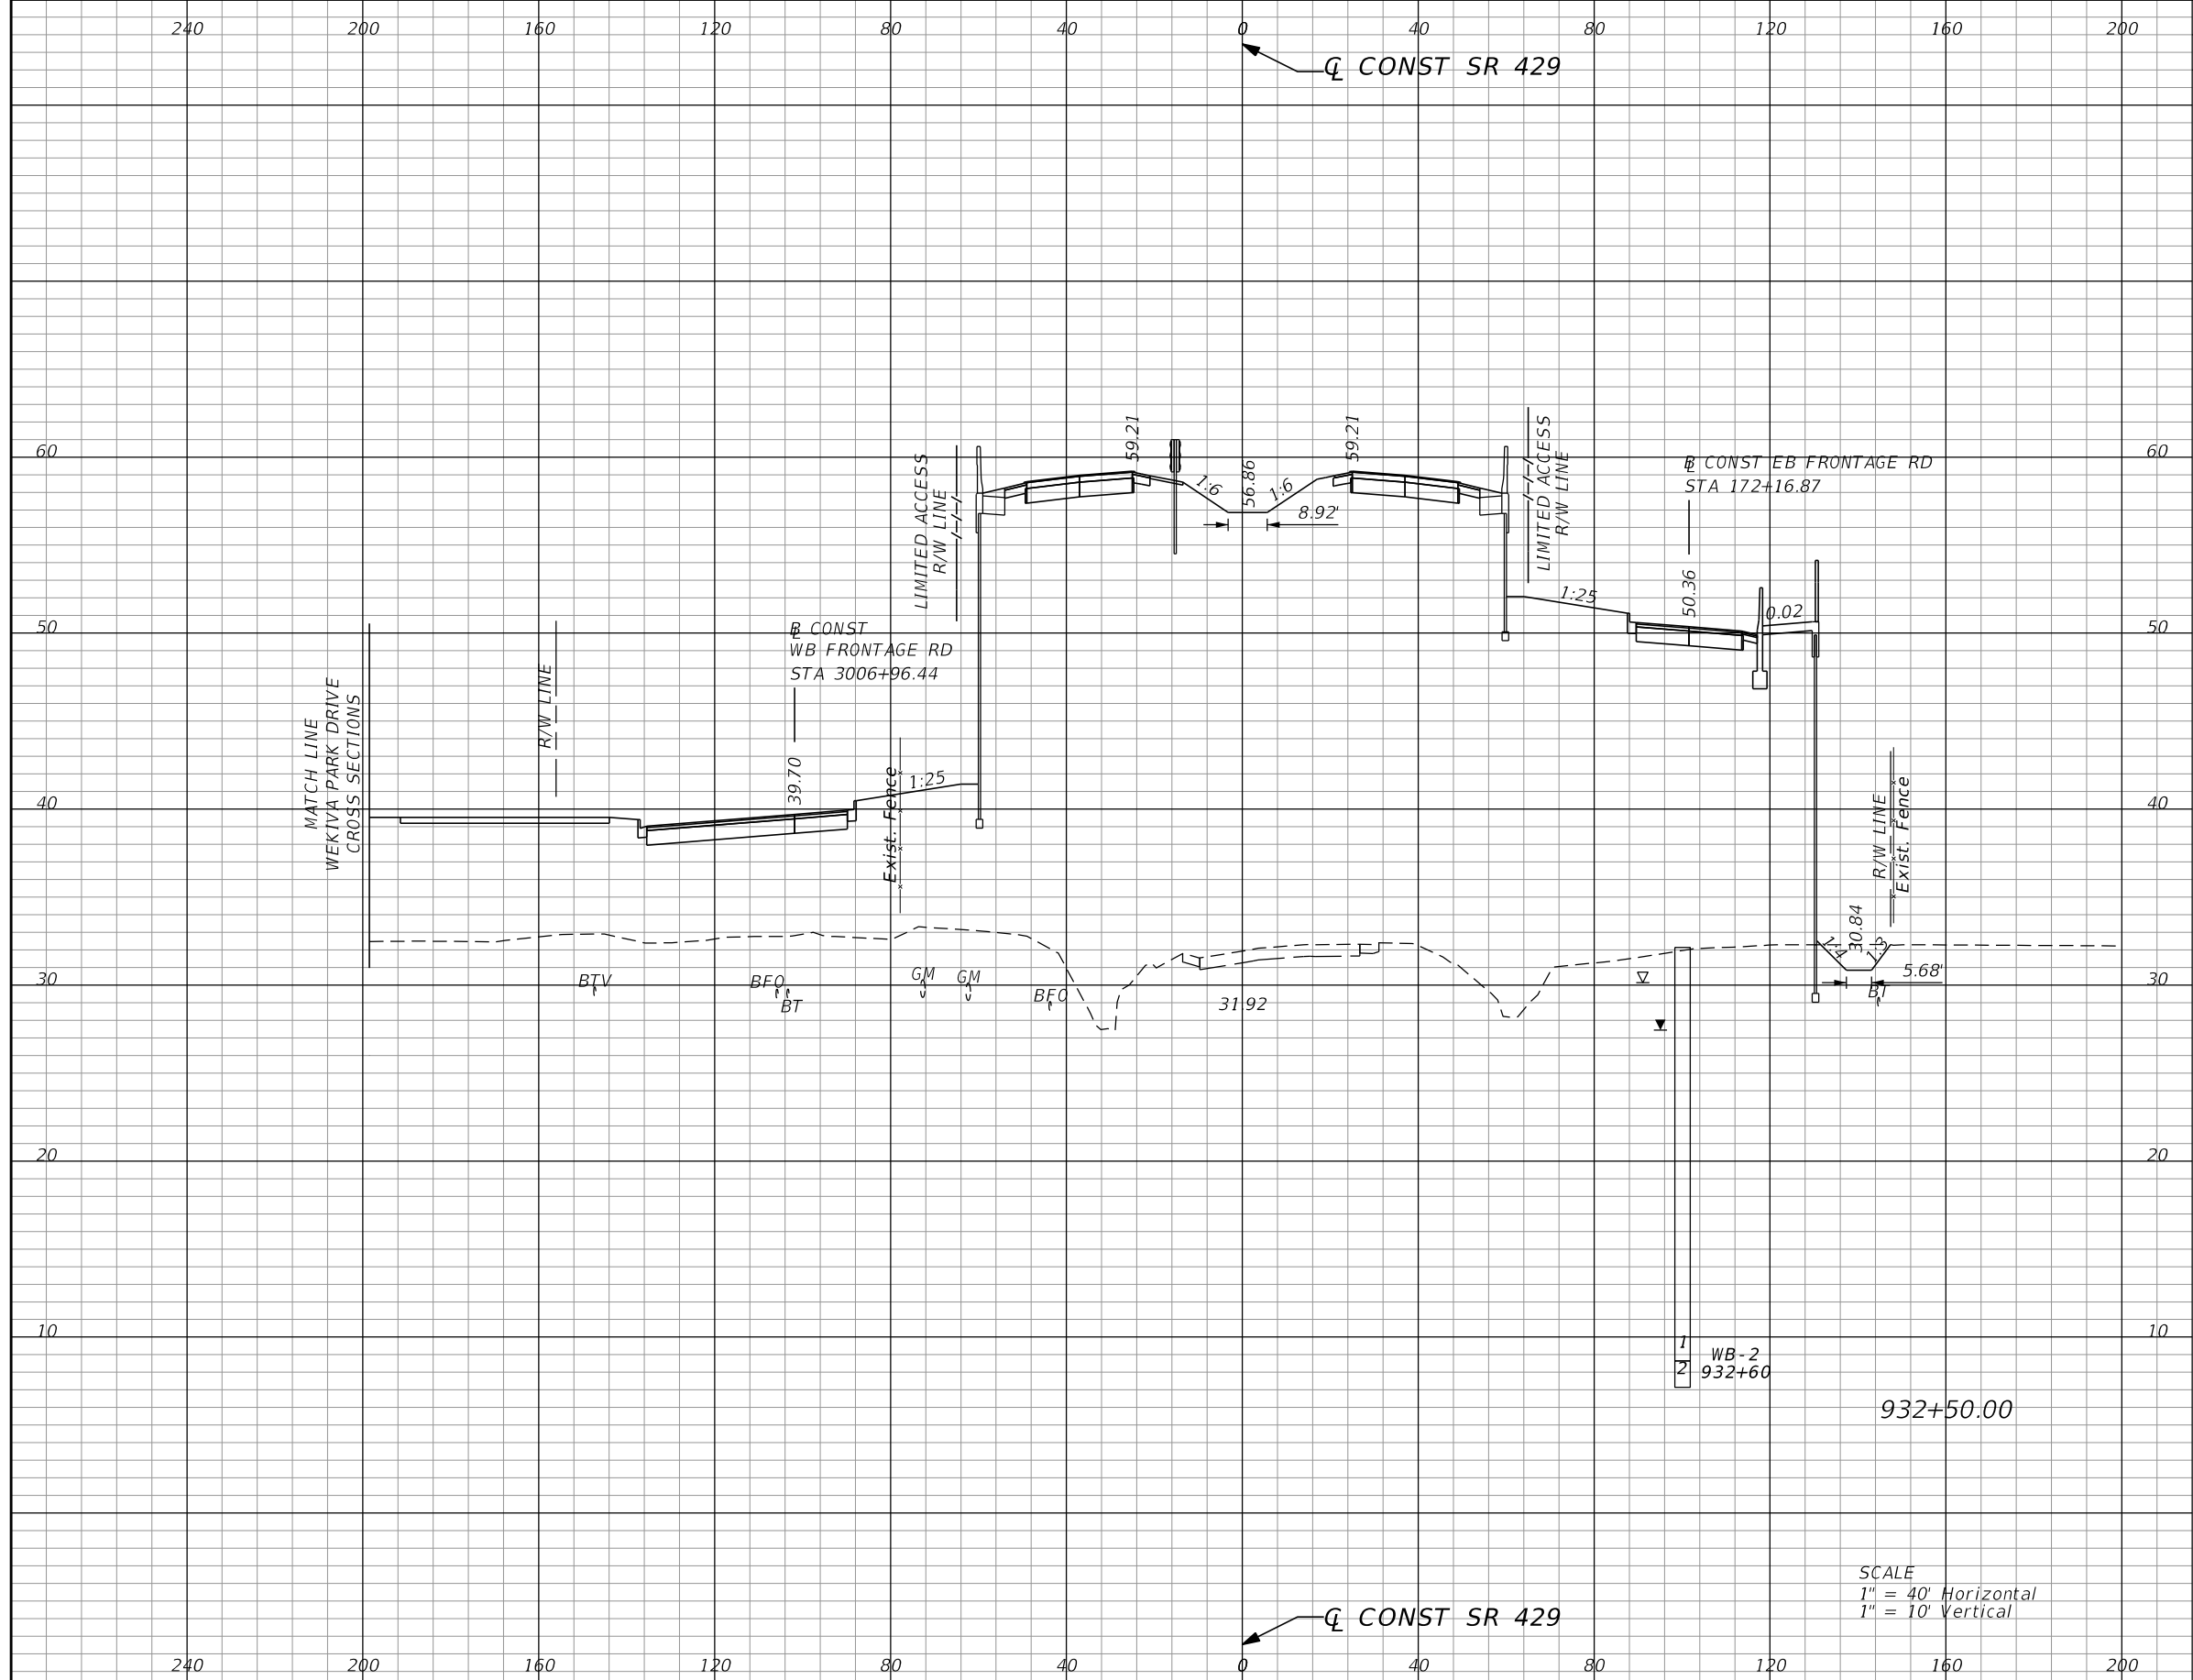 240 200 160 120 80 40 0 40 80 120 160 200
℄ CONST SR 429
60 60
LIMITED ACCESS
R/W LINE
59.21
1:6
56.86
1:6
8.92'
59.21
LIMITED ACCESS
R/W LINE
B CONST EB FRONTAGE RD
STA 172+16.87
1:25
50.36
0.02
50 50
B CONST
WB FRONTAGE RD
STA 3006+96.44
R/W LINE
MATCH LINE
WEKIVA PARK DRIVE
CROSS SECTIONS
39.70
Exist. Fence
1:25
40 40
R/W LINE
Exist. Fence
1:4
30.84
1:3
5.68'
BT
30 30
BTV
BFO
BT
GM
GM
BFO
31.92
20 20
10 10
1
2
WB-2
932+60
932+50.00
SCALE
1" = 40' Horizontal
1" = 10' Vertical
℄ CONST SR 429
240 200 160 120 80 40 0 40 80 120 160 200